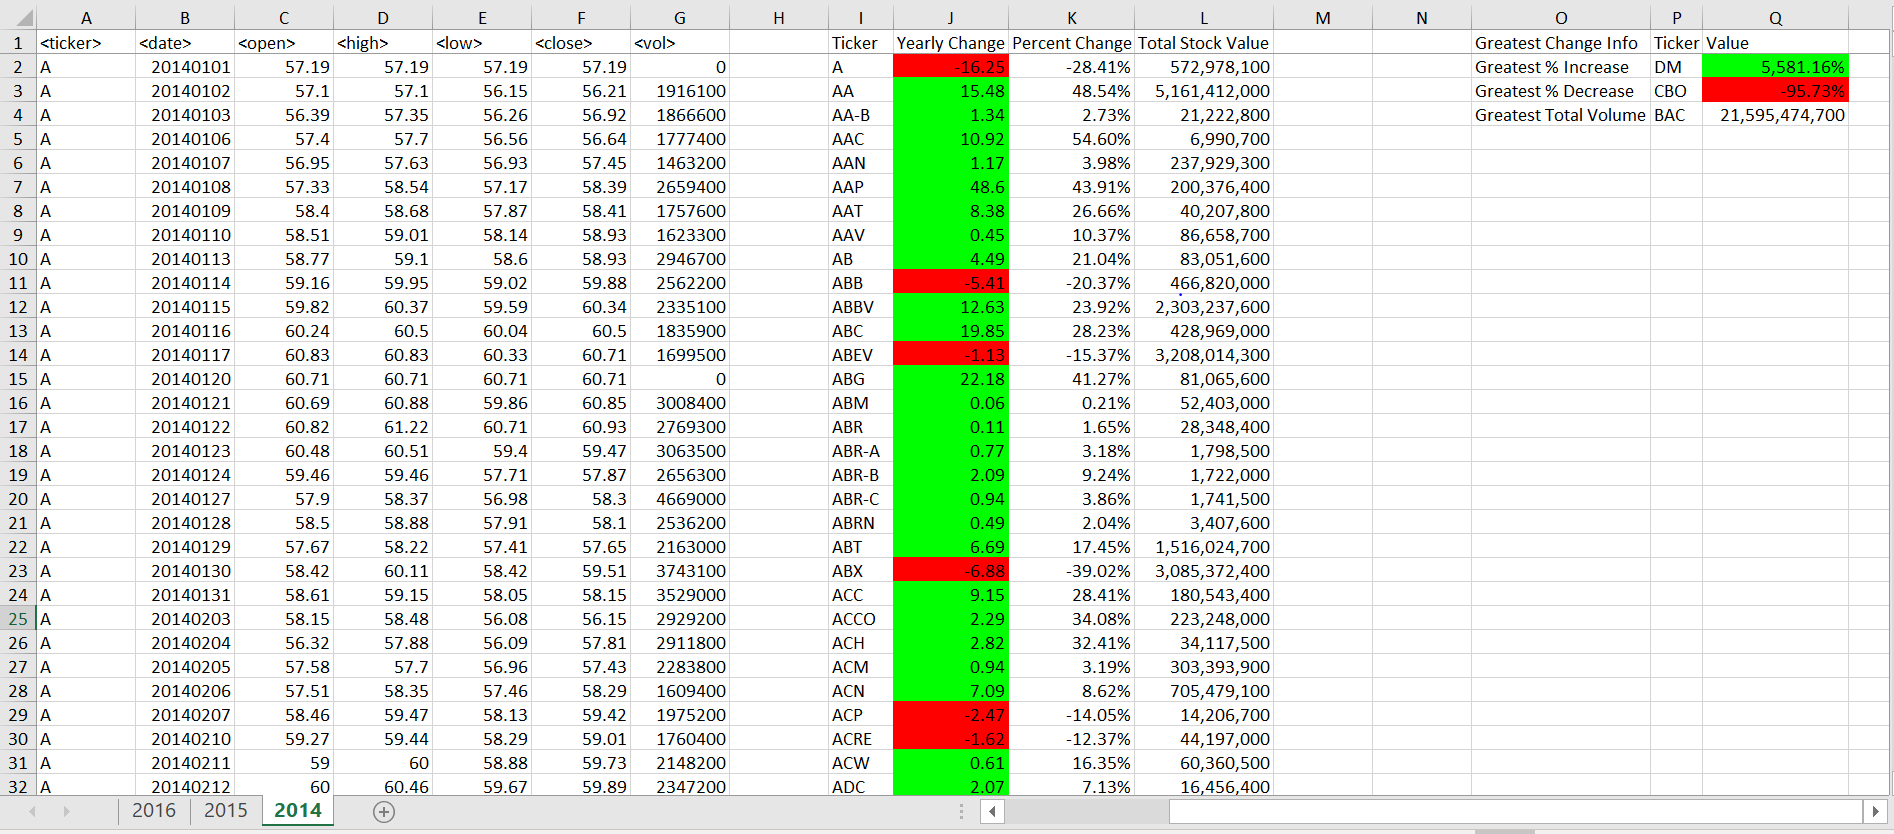 A B C D E F G H I J K L M N O P Q
1 <ticker> <date> <open> <high> <low> <close> <vol> Ticker Yearly Change Percent Change Total Stock Value Greatest Change Info Ticker Value
2 A 20140101 57.19 57.19 57.19 57.19 0 A -16.25 -28.41% 572,978,100 Greatest % Increase DM 5,581.16%
3 A 20140102 57.1 57.1 56.15 56.21 1916100 AA 15.48 48.54% 5,161,412,000 Greatest % Decrease CBO -95.73%
4 A 20140103 56.39 57.35 56.26 56.92 1866600 AA-B 1.34 2.73% 21,222,800 Greatest Total Volume BAC 21,595,474,700
5 A 20140106 57.4 57.7 56.56 56.64 1777400 AAC 10.92 54.60% 6,990,700
6 A 20140107 56.95 57.63 56.93 57.45 1463200 AAN 1.17 3.98% 237,929,300
7 A 20140108 57.33 58.54 57.17 58.39 2659400 AAP 48.6 43.91% 200,376,400
8 A 20140109 58.4 58.68 57.87 58.41 1757600 AAT 8.38 26.66% 40,207,800
9 A 20140110 58.51 59.01 58.14 58.93 1623300 AAV 0.45 10.37% 86,658,700
10 A 20140113 58.77 59.1 58.6 58.93 2946700 AB 4.49 21.04% 83,051,600
11 A 20140114 59.16 59.95 59.02 59.88 2562200 ABB -5.41 -20.37% 466,820,000
12 A 20140115 59.82 60.37 59.59 60.34 2335100 ABBV 12.63 23.92% 2,303,237,600
13 A 20140116 60.24 60.5 60.04 60.5 1835900 ABC 19.85 28.23% 428,969,000
14 A 20140117 60.83 60.83 60.33 60.71 1699500 ABEV -1.13 -15.37% 3,208,014,300
15 A 20140120 60.71 60.71 60.71 60.71 0 ABG 22.18 41.27% 81,065,600
16 A 20140121 60.69 60.88 59.86 60.85 3008400 ABM 0.06 0.21% 52,403,000
17 A 20140122 60.82 61.22 60.71 60.93 2769300 ABR 0.11 1.65% 28,348,400
18 A 20140123 60.48 60.51 59.4 59.47 3063500 ABR-A 0.77 3.18% 1,798,500
19 A 20140124 59.46 59.46 57.71 57.87 2656300 ABR-B 2.09 9.24% 1,722,000
20 A 20140127 57.9 58.37 56.98 58.3 4669000 ABR-C 0.94 3.86% 1,741,500
21 A 20140128 58.5 58.88 57.91 58.1 2536200 ABRN 0.49 2.04% 3,407,600
22 A 20140129 57.67 58.22 57.41 57.65 2163000 ABT 6.69 17.45% 1,516,024,700
23 A 20140130 58.42 60.11 58.42 59.51 3743100 ABX -6.88 -39.02% 3,085,372,400
24 A 20140131 58.61 59.15 58.05 58.15 3529000 ACC 9.15 28.41% 180,543,400
25 A 20140203 58.15 58.48 56.08 56.15 2929200 ACCO 2.29 34.08% 223,248,000
26 A 20140204 56.32 57.88 56.09 57.81 2911800 ACH 2.82 32.41% 34,117,500
27 A 20140205 57.58 57.7 56.96 57.43 2283800 ACM 0.94 3.19% 303,393,900
28 A 20140206 57.51 58.35 57.46 58.29 1609400 ACN 7.09 8.62% 705,479,100
29 A 20140207 58.46 59.47 58.13 59.42 1975200 ACP -2.47 -14.05% 14,206,700
30 A 20140210 59.27 59.44 58.29 59.01 1760400 ACRE -1.62 -12.37% 44,197,000
31 A 20140211 59 60 58.88 59.73 2148200 ACW 0.61 16.35% 60,360,500
32 A 20140212 60 60.46 59.67 59.89 2347200 ADC 2.07 7.13% 16,456,400
2016 2015 2014